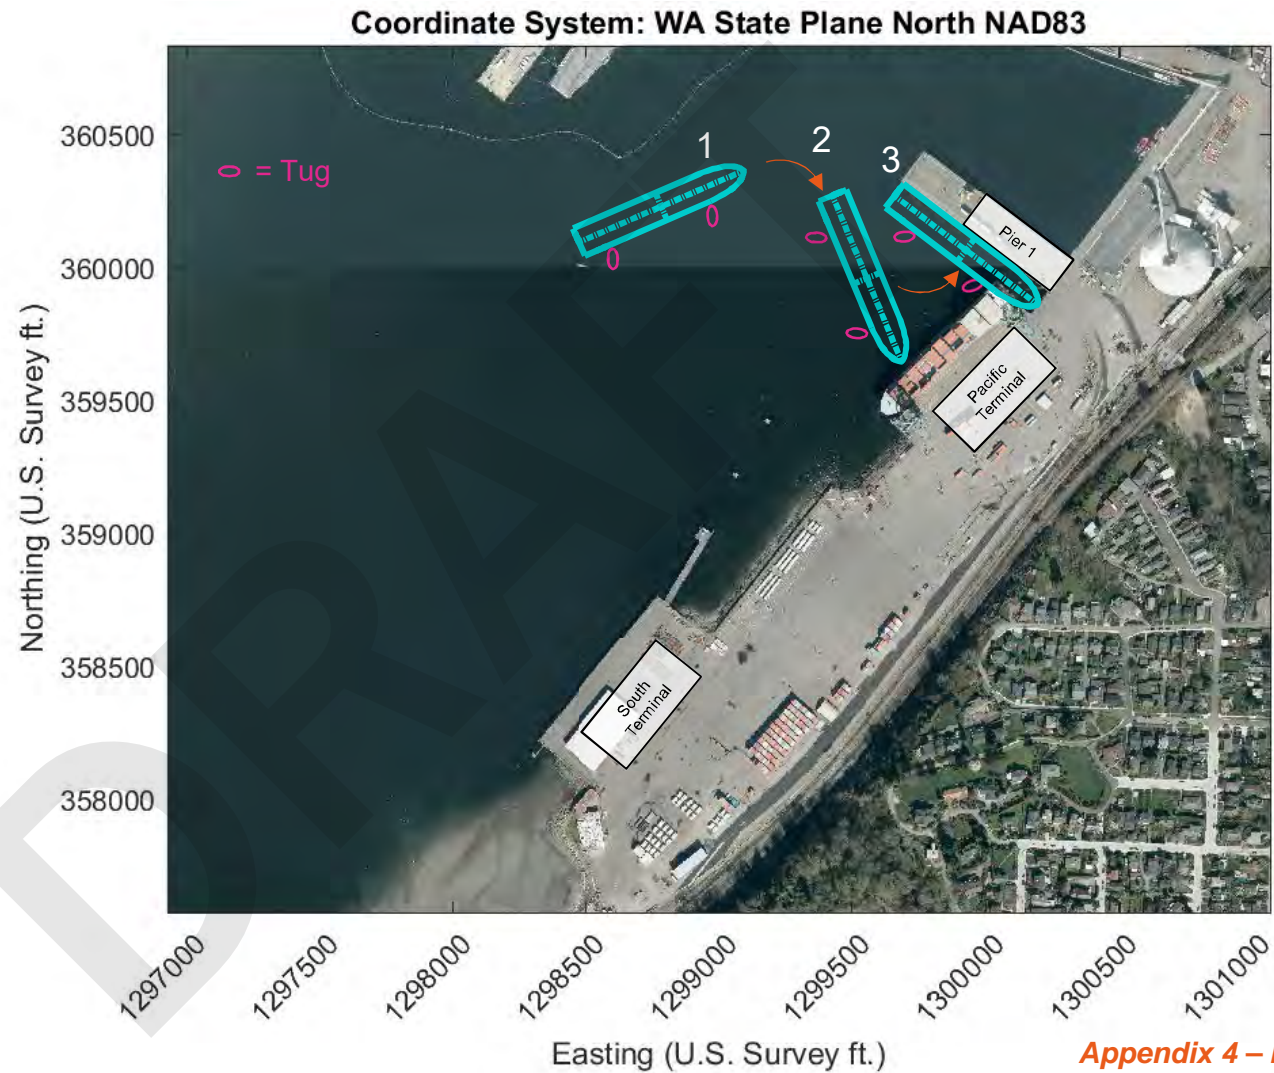 Coordinate System: WA State Plane North NAD83
= Tug
1
2
3
Pier 1
Pacific
Terminal
South
Terminal
DRAFT
360500
360000
359500
359000
358500
358000
Northing (U.S. Survey ft.)
1297000
1297500
1298000
1298500
1299000
1299500
1300000
1300500
1301000
Easting (U.S. Survey ft.)
Appendix 4 –